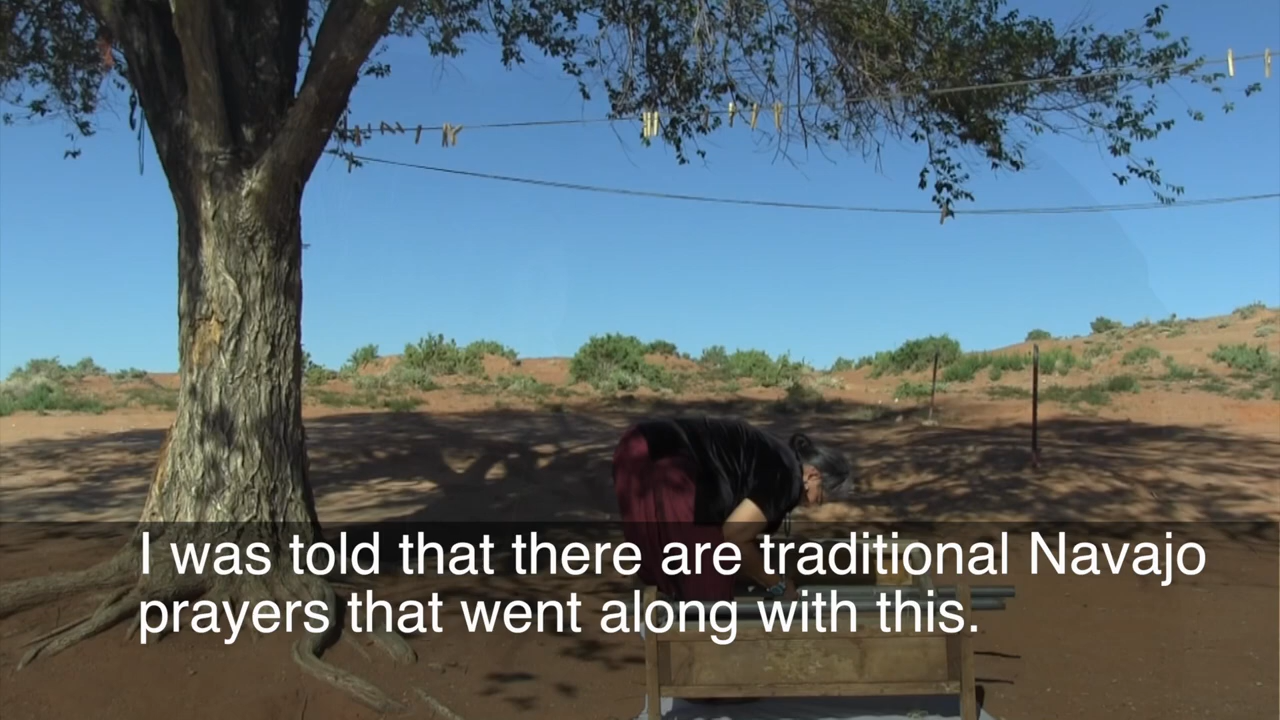 I was told that there are traditional Navajo
prayers that went along with this.